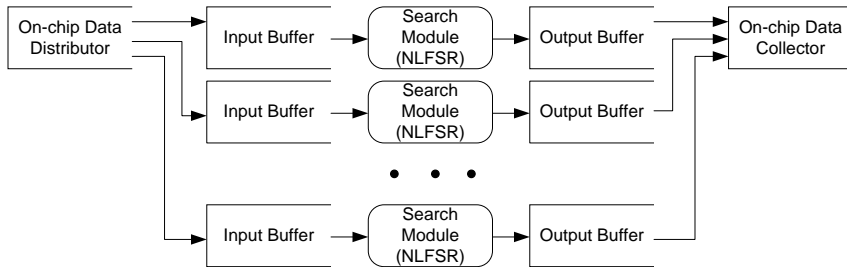 On-chip Data
Distributor
Input Buffer
Search
Module
(NLFSR)
Output Buffer
On-chip Data
Collector
Input Buffer
Search
Module
(NLFSR)
Output Buffer
Input Buffer
Search
Module
(NLFSR)
Output Buffer